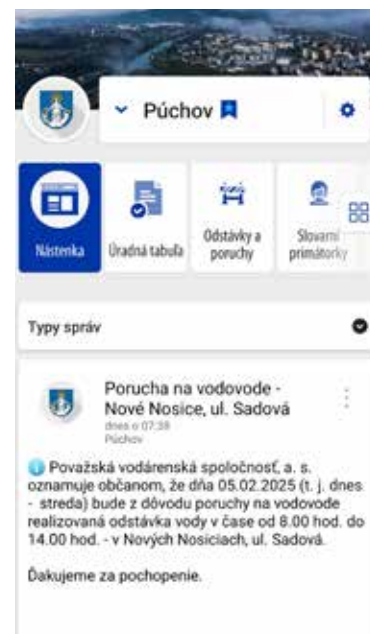 Púchov
Nástenka
Úradná tabuľa
Odstávky a
poruchy
Slovami
primátorky
Typy správ
Porucha na vodovode -
Nové Nosice, ul. Sadová
dnes o 07:38
Púchov
Považská vodárenská spoločnosť, a. s.
oznamuje občanom, že dňa 05.02.2025 (t. j. dnes
- streda) bude z dôvodu poruchy na vodovode
realizovaná odstávka vody v čase od 8.00 hod. do
14.00 hod. - v Nových Nosiciach, ul. Sadová.
Ďakujeme za pochopenie.